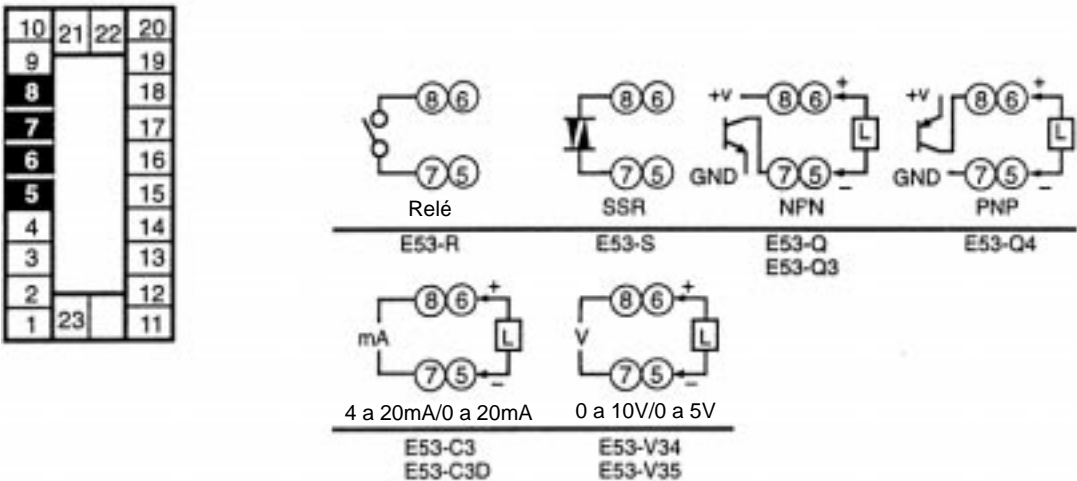 10 21 22 20
9 19
8 18
7 17
6 16
5 15
4 14
3 13
2 12
1 23 11
8 6
7 5
Relé
E53-R
8 6
7 5
SSR
E53-S
+v 8 6 +
L
GND 7 5 −
NPN
E53-Q
E53-Q3
+v 8 6 +
L
GND 7 5 −
PNP
E53-Q4
8 6 +
mA L
7 5 −
4 a 20mA/0 a 20mA
E53-C3
E53-C3D
8 6 +
V L
7 5 −
0 a 10V/0 a 5V
E53-V34
E53-V35